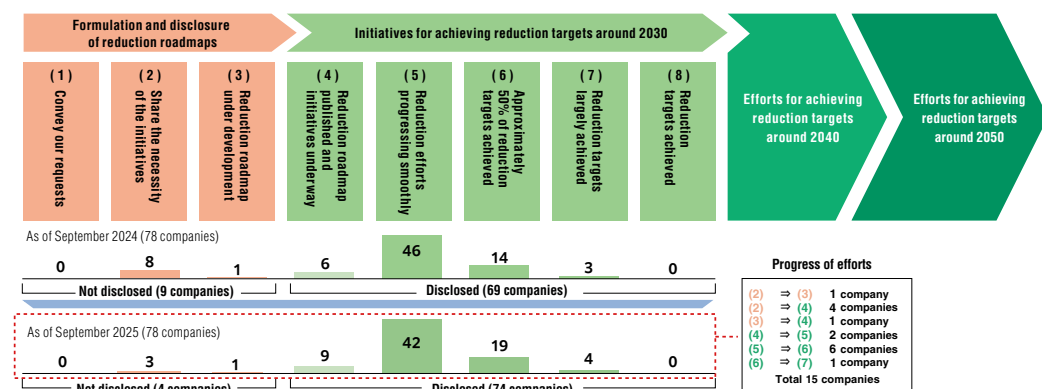 Formulation and disclosure
of reduction roadmaps
Initiatives for achieving reduction targets around 2030
(1)
Convey our requests
(2)
Share the necessity
of the initiatives
(3)
Reduction roadmap
under development
(4)
Reduction roadmap
published and
initiatives underway
(5)
Reduction efforts
progressing smoothly
(6)
Approximately
50% of reduction
targets achieved
(7)
Reduction targets
largely achieved
(8)
Reduction
targets achieved
Efforts for achieving
reduction targets
around 2040
Efforts for achieving
reduction targets
around 2050
As of September 2024 (78 companies)
0 8 1 6 46 14 3 0
Not disclosed (9 companies) Disclosed (69 companies)
As of September 2025 (78 companies)
0 3 1 9 42 19 4 0
Not disclosed (4 companies) Disclosed (74 companies)
Progress of efforts
(2) ⇒ (3) 1 company
(2) ⇒ (4) 4 companies
(3) ⇒ (4) 1 company
(4) ⇒ (5) 2 companies
(5) ⇒ (6) 6 companies
(6) ⇒ (7) 1 company
Total 15 companies